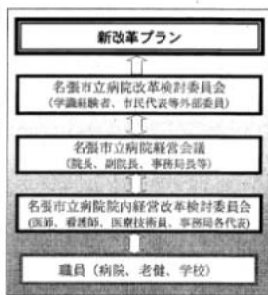 新改革プラン
名張市立病院改革検討委員会
(学識経験者、市民代表等外部委員)
名張市立病院経営会議
(院長、副院長、事務局長等)
名張市立病院院内経営改革検討委員会
(医師、看護師、医療技術員、事務局各代表)
職員（病院、老健、学校）